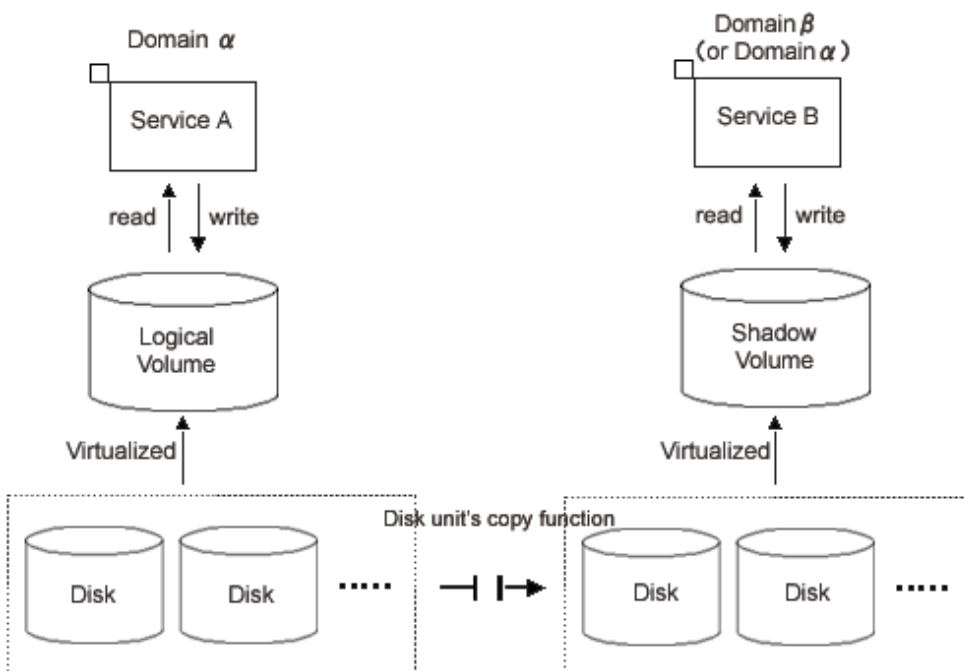 Domain α
Domain β
(or Domain α)
Service A
Service B
read
write
read
write
Logical
Volume
Shadow
Volume
Virtualized
Virtualized
Disk unit's copy function
Disk
Disk
.....
Disk
Disk
.....